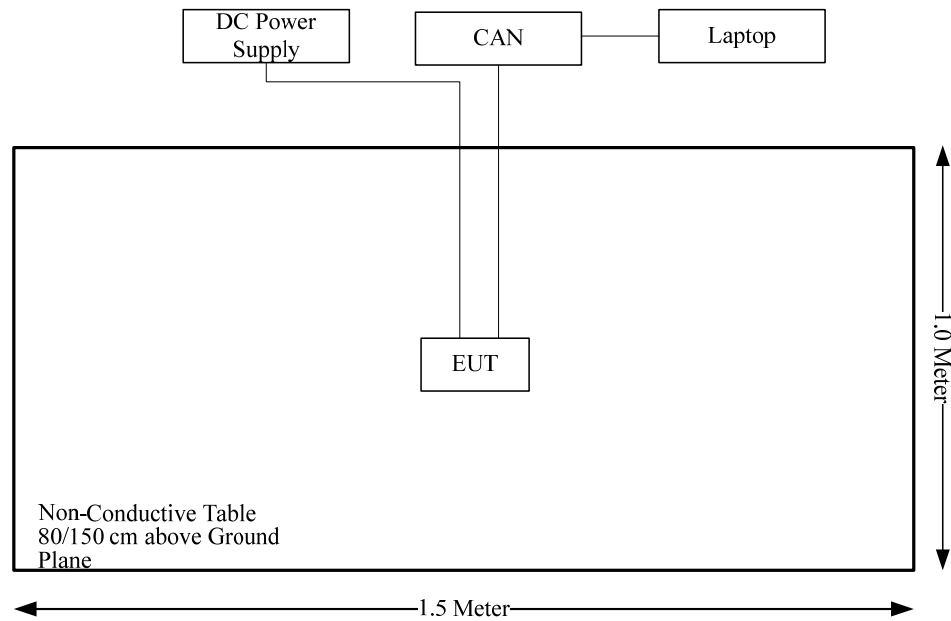 DC Power
Supply
CAN
Laptop
EUT
1.0 Meter
Non-Conductive Table
80/150 cm above Ground
Plane
1.5 Meter